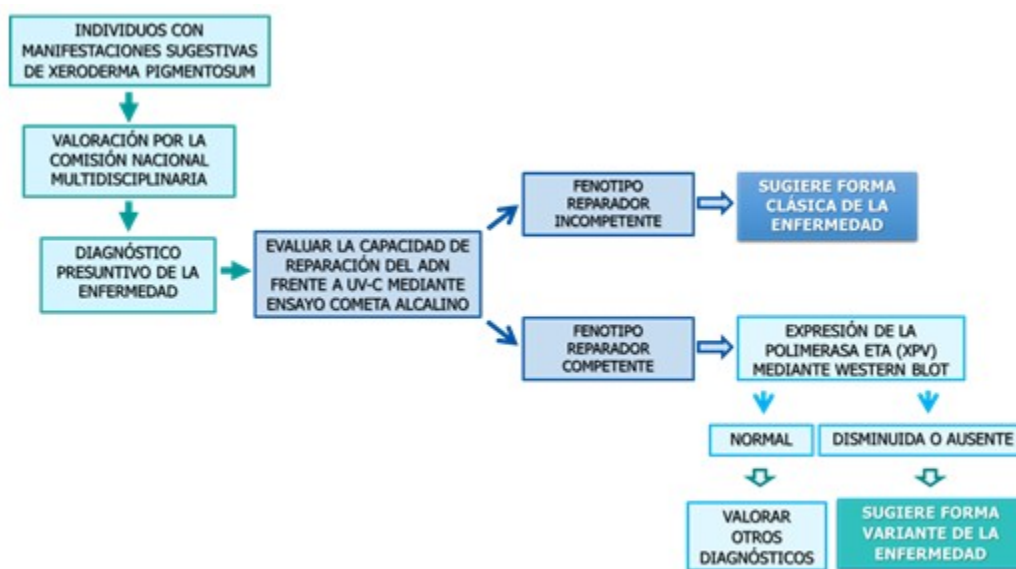 INDIVIDUOS CON
MANIFESTACIONES SUGESTIVAS
DE XERODERMA PIGMENTOSUM
VALORACIÓN POR LA
COMISIÓN NACIONAL
MULTIDISCIPLINARIA
DIAGNÓSTICO
PRESUNTIVO DE LA
ENFERMEDAD
EVALUAR LA CAPACIDAD DE
REPARACIÓN DEL ADN
FRENTE A UV-C MEDIANTE
ENSAYO COMETA ALCALINO
FENOTIPO
REPARADOR
INCOMPETENTE
SUGIERE FORMA
CLÁSICA DE LA
ENFERMEDAD
FENOTIPO
REPARADOR
COMPETENTE
EXPRESIÓN DE LA
POLIMERASA ETA (XPV)
MEDIANTE WESTERN BLOT
NORMAL
DISMINUIDA O AUSENTE
VALORAR
OTROS
DIAGNÓSTICOS
SUGIERE FORMA
VARIANTE DE LA
ENFERMEDAD